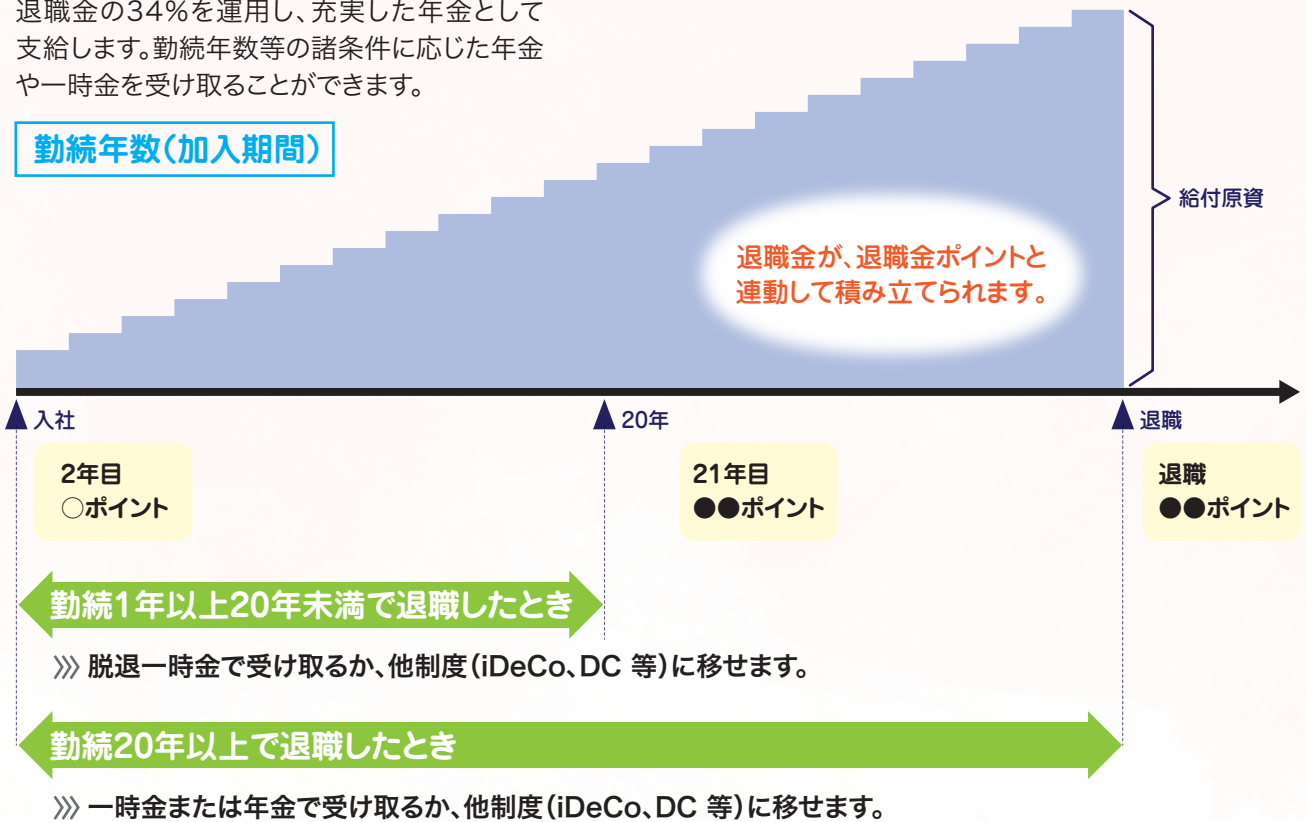 退職金の34%を運用し、充実した年金として
支給します。勤続年数等の諸条件に応じた年金
や一時金を受け取ることができます。
勤続年数(加入期間)
給付原資
退職金が、退職金ポイントと
連動して積み立てられます。
入社
20年
退職
2年目
○ポイント
21年目
●●ポイント
退職
●●ポイント
勤続1年以上20年未満で退職したとき
》》 脱退一時金で受け取るか、他制度(iDeCo、DC 等)に移せます。
勤続20年以上で退職したとき
》》 一時金または年金で受け取るか、他制度(iDeCo、DC 等)に移せます。